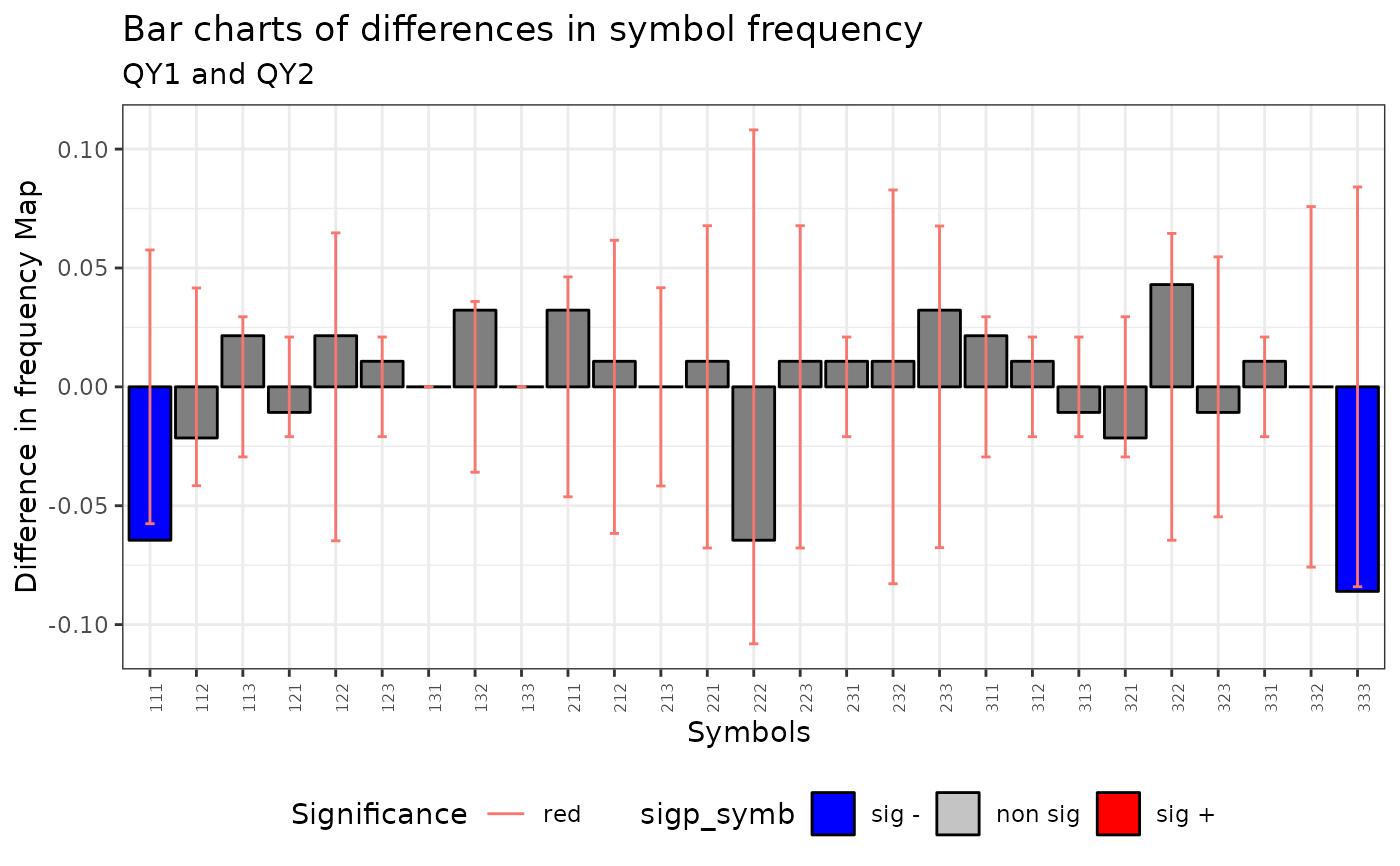 Bar charts of differences in symbol frequency
QY1 and QY2
Difference in frequency Map
0.10
0.05
0.00
-0.05
-0.10
111 112 113 121 122 123 131 132 133 211 212 213 221 222 223 231 232 233 311 312 313 321 322 323 331 332 333
Symbols
Significance red sigp_symb sig - non sig sig +